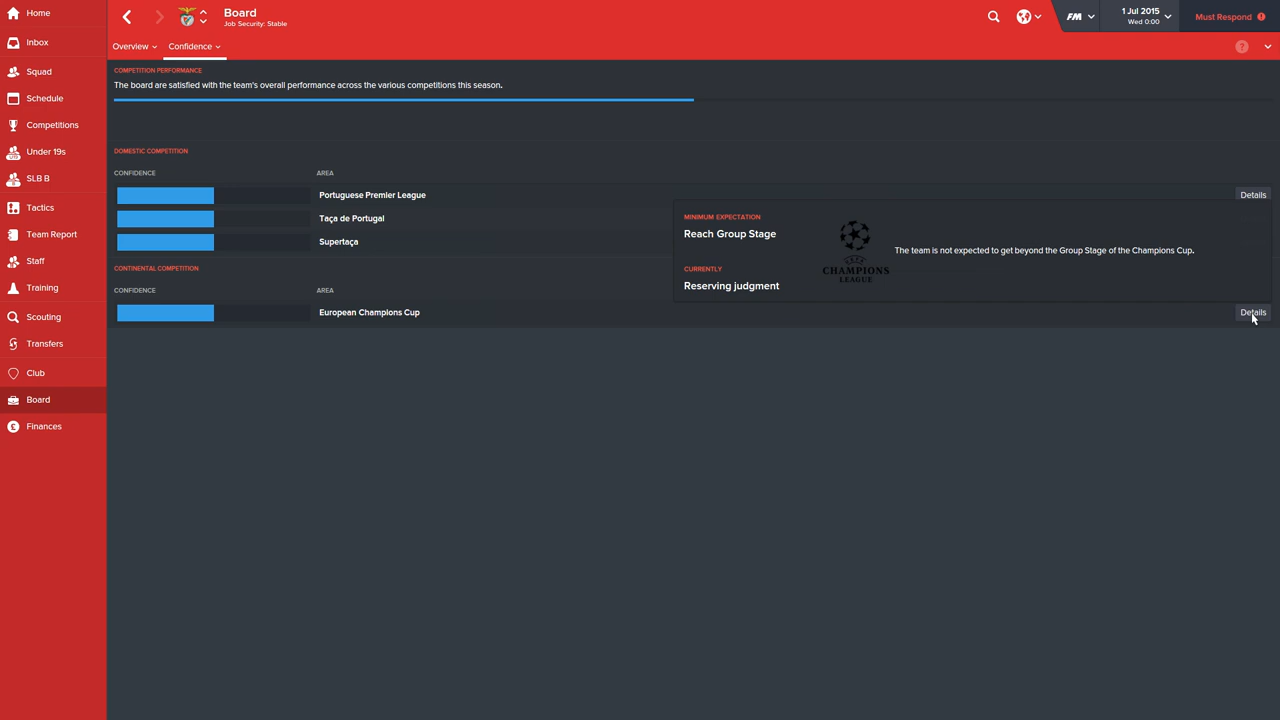 Home
Inbox
Squad
Schedule
Competitions
Under 19s
SLB B
Tactics
Team Report
Staff
Training
Scouting
Transfers
Club
Board
Finances
Board
Job Security: Stable
FM
1 Jul 2015
Wed 0:00
Must Respond
Overview
Confidence
?
COMPETITION PERFORMANCE
The board are satisfied with the team's overall performance across the various competitions this season.
DOMESTIC COMPETITION
CONFIDENCE AREA
Portuguese Premier League Details
Taça de Portugal
Supertaça
MINIMUM EXPECTATION
Reach Group Stage
CURRENTLY
Reserving judgment
CHAMPIONS
LEAGUE
The team is not expected to get beyond the Group Stage of the Champions Cup.
CONTINENTAL COMPETITION
CONFIDENCE AREA
European Champions Cup Details